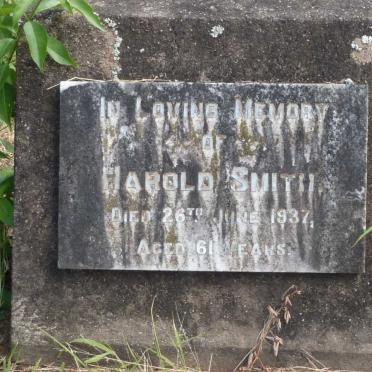 IN LOVING MEMORY
OF
HAROLD SMITH
DIED 26TH JUNE 1937,
AGED 61 YEARS.